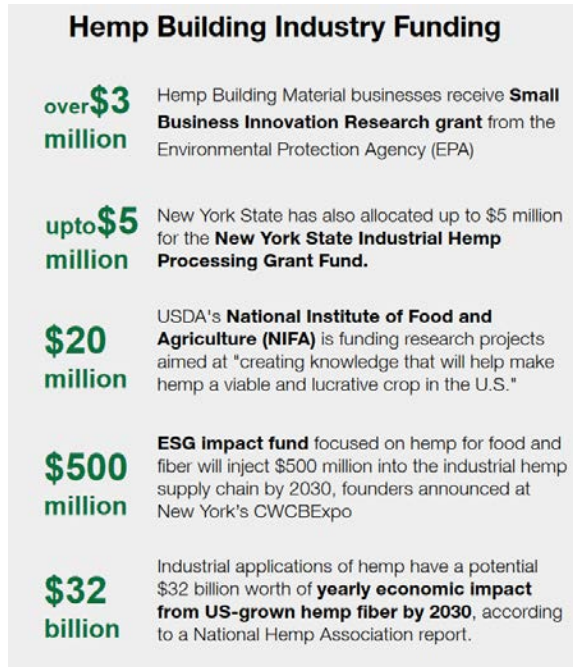 Hemp Building Industry Funding
over$3
million
Hemp Building Material businesses receive Small
Business Innovation Research grant from the
Environmental Protection Agency (EPA)
upto$5
million
New York State has also allocated up to $5 million
for the New York State Industrial Hemp
Processing Grant Fund.
$20
million
USDA's National Institute of Food and
Agriculture (NIFA) is funding research projects
aimed at "creating knowledge that will help make
hemp a viable and lucrative crop in the U.S."
$500
million
ESG impact fund focused on hemp for food and
fiber will inject $500 million into the industrial hemp
supply chain by 2030, founders announced at
New York's CWCBExpo
$32
billion
Industrial applications of hemp have a potential
$32 billion worth of yearly economic impact
from US-grown hemp fiber by 2030, according
to a National Hemp Association report.